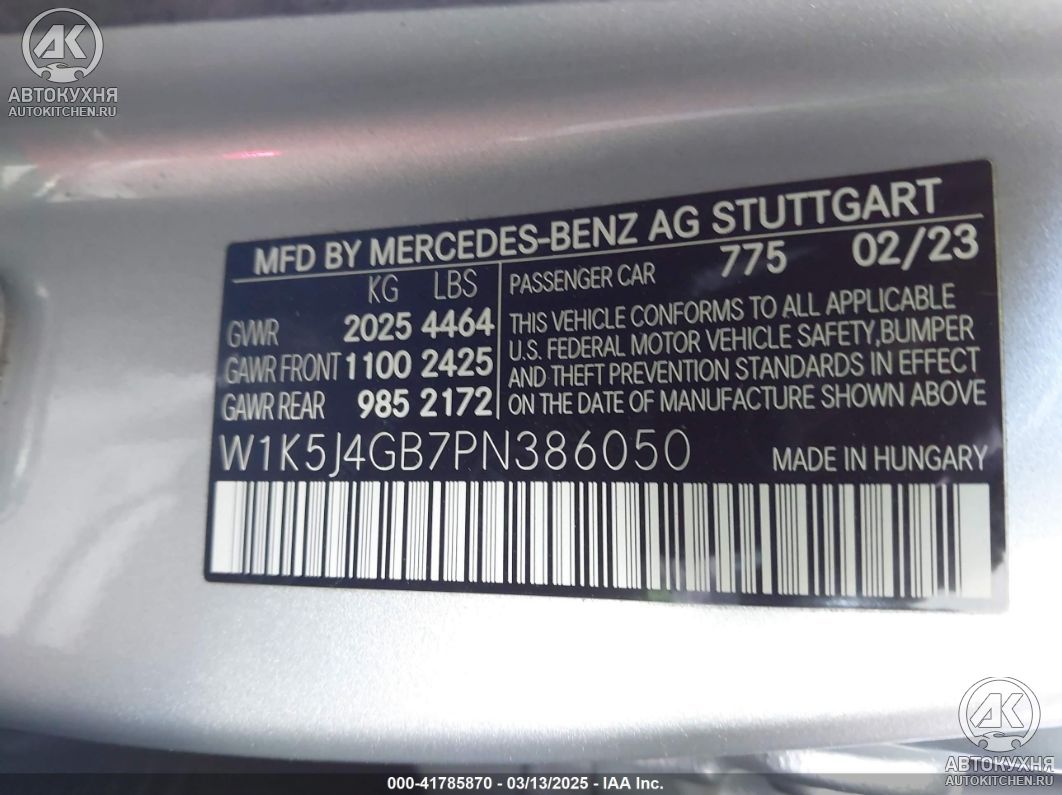 AK
АВТОКУХНЯ
AUTOKITCHEN.RU
MFD BY MERCEDES-BENZ AG STUTTGART
KG LBS
GVWR 2025 4464
GAWR FRONT 1100 2425
GAWR REAR 985 2172
PASSENGER CAR 775 02/23
THIS VEHICLE CONFORMS TO ALL APPLICABLE
U.S. FEDERAL MOTOR VEHICLE SAFETY, BUMPER
AND THEFT PREVENTION STANDARDS IN EFFECT
ON THE DATE OF MANUFACTURE SHOWN ABOVE
W1K5J4GB7PN386050 MADE IN HUNGARY
AK
АВТОКУХНЯ
AUTOKITCHEN.RU
000-41785870 - 03/13/2025 - IAA Inc.